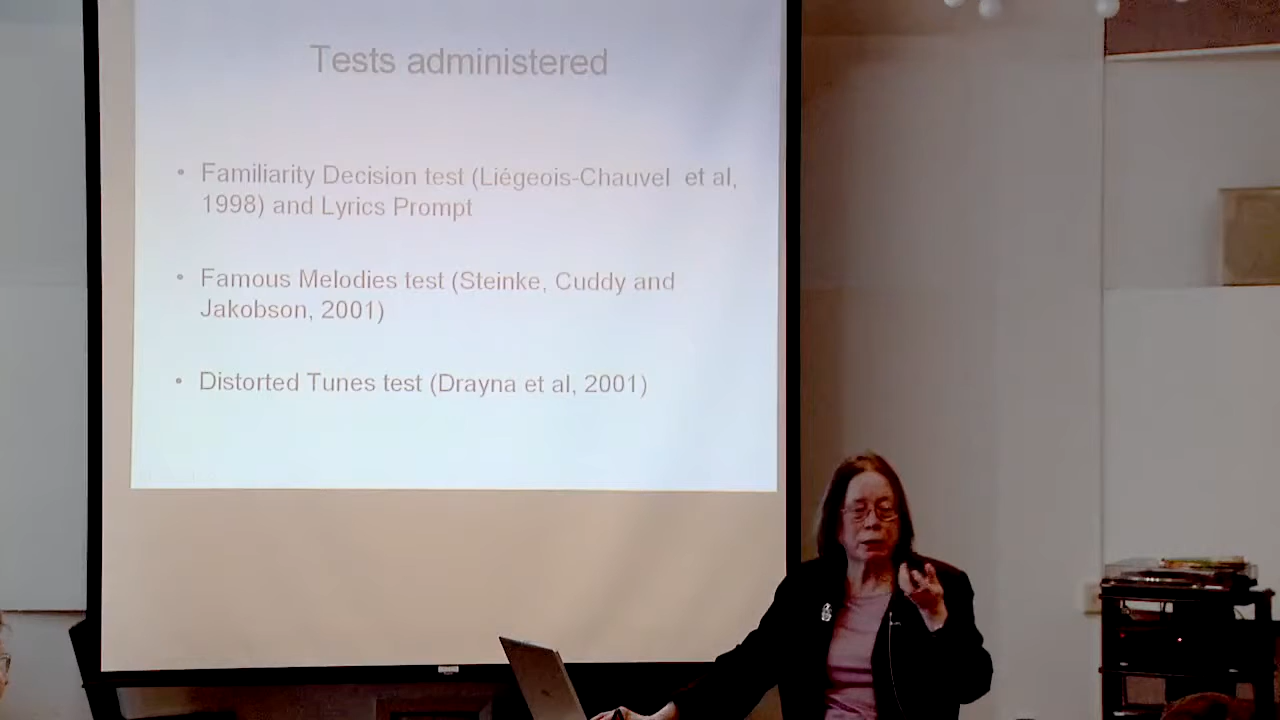 Tests administered
• Familiarity Decision test (Liégeois-Chauvel et al,
1998) and Lyrics Prompt
• Famous Melodies test (Steinke, Cuddy and
Jakobson, 2001)
• Distorted Tunes test (Drayna et al, 2001)